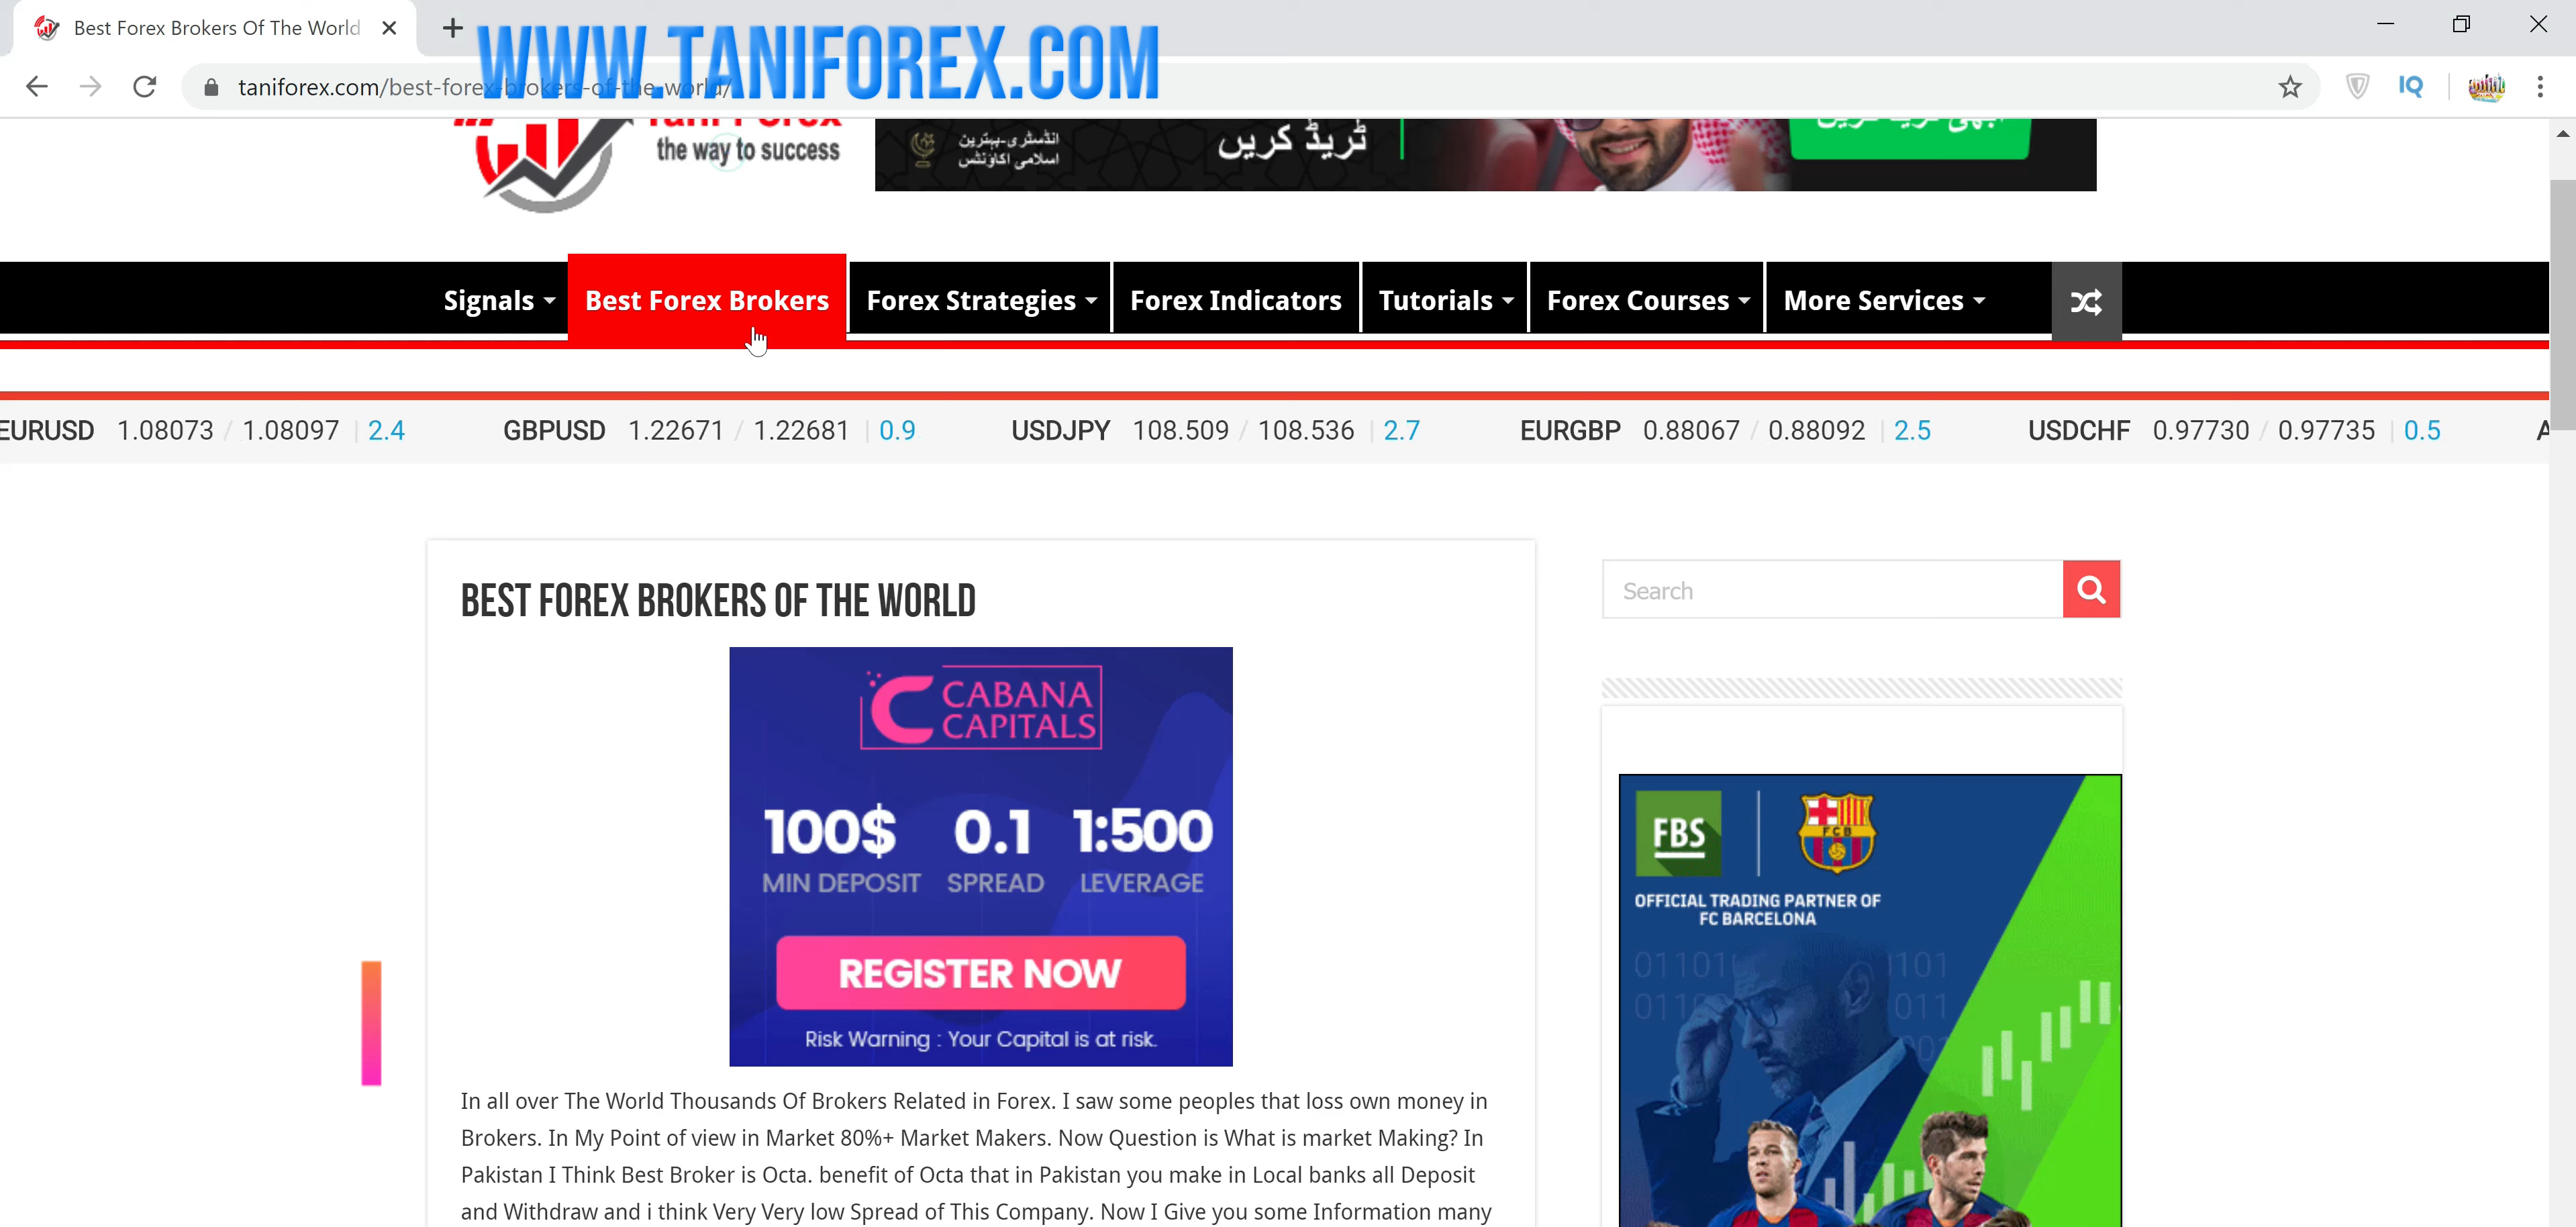 Best Forex Brokers Of The World
WWW.TANIFOREX.COM
taniforex.com/best-forex-brokers-of-the-world/
IQ
Tani Forex
the way to success
انڈسٹری-بہترین
اسلامی اکاؤنٹس
ٹریڈ کریں
Signals Best Forex Brokers Forex Strategies Forex Indicators Tutorials Forex Courses More Services
EURUSD 1.08073 / 1.08097 | 2.4 GBPUSD 1.22671 / 1.22681 | 0.9 USDJPY 108.509 / 108.536 | 2.7 EURGBP 0.88067 / 0.88092 | 2.5 USDCHF 0.97730 / 0.97735 | 0.5 A
BEST FOREX BROKERS OF THE WORLD
Search
CABANA
CAPITALS
100$ 0.1 1:500
MIN DEPOSIT SPREAD LEVERAGE
REGISTER NOW
Risk Warning : Your Capital is at risk.
FBS
FCB
OFFICIAL TRADING PARTNER OF
FC BARCELONA
In all over The World Thousands Of Brokers Related in Forex. I saw some peoples that loss own money in
Brokers. In My Point of view in Market 80%+ Market Makers. Now Question is What is market Making? In
Pakistan I Think Best Broker is Octa. benefit of Octa that in Pakistan you make in Local banks all Deposit
and Withdraw and i think Very Very low Spread of This Company. Now I Give you some Information many